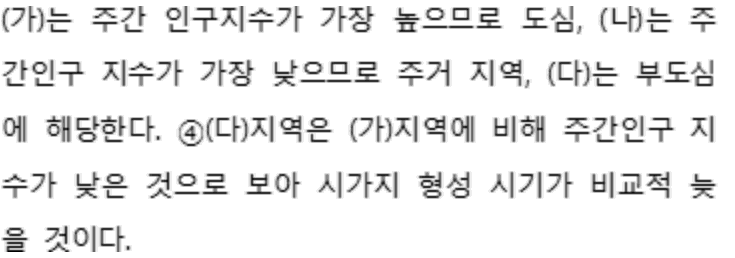 (가)는 주간 인구지수가 가장 높으므로 도심, (나)는 주
간인구 지수가 가장 낮으므로 주거 지역, (다)는 부도심
에 해당한다. ④(다)지역은 (가)지역에 비해 주간인구 지
수가 낮은 것으로 보아 시가지 형성 시기가 비교적 늦
을 것이다.